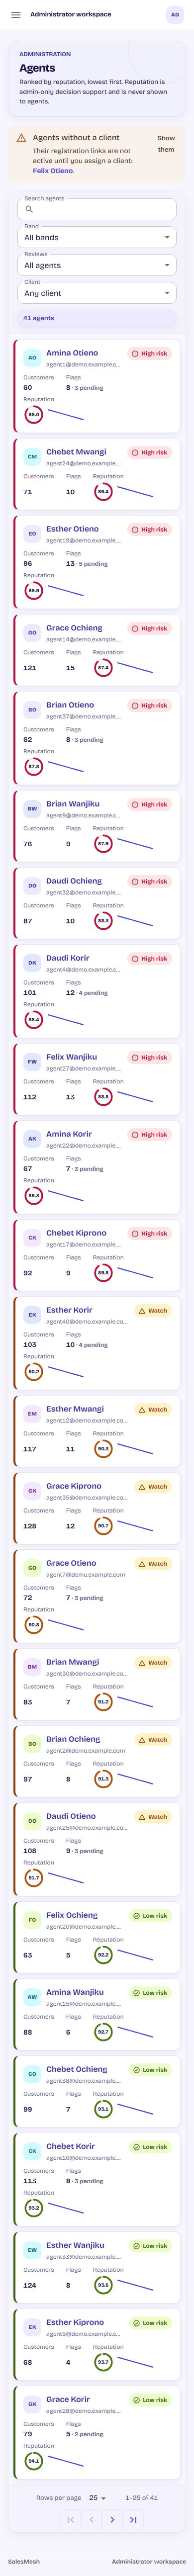 Administrator workspace
AD
ADMINISTRATION
Agents
Ranked by reputation, lowest first. Reputation is
admin-only decision support and is never shown
to agents.
Agents without a client
Show
them
Their registration links are not
active until you assign a client:
Felix Otieno.
Search agents
Band
All bands
Reviews
All agents
Client
Any client
41 agents
AO
Amina Otieno
High risk
agent1@demo.example.c...
Customers
Flags
60
8 · 3 pending
Reputation
86.0
CM
Chebet Mwangi
High risk
agent24@demo.example....
Customers
Flags
Reputation
71
10
86.4
EO
Esther Otieno
High risk
agent19@demo.example....
Customers
Flags
96
13 · 5 pending
Reputation
86.9
GO
Grace Ochieng
High risk
agent14@demo.example....
Customers
Flags
Reputation
121
15
87.4
BO
Brian Otieno
High risk
agent37@demo.example....
Customers
Flags
62
8 · 3 pending
Reputation
87.8
BW
Brian Wanjiku
High risk
agent9@demo.example.c...
Customers
Flags
Reputation
76
9
87.9
DO
Daudi Ochieng
High risk
agent32@demo.example....
Customers
Flags
Reputation
87
10
88.3
DK
Daudi Korir
High risk
agent4@demo.example.c...
Customers
Flags
101
12 · 4 pending
Reputation
88.4
FW
Felix Wanjiku
High risk
agent27@demo.example....
Customers
Flags
Reputation
112
13
88.8
AK
Amina Korir
High risk
agent22@demo.example....
Customers
Flags
67
7 · 3 pending
Reputation
89.3
CK
Chebet Kiprono
High risk
agent17@demo.example....
Customers
Flags
Reputation
92
9
89.8
EK
Esther Korir
Watch
agent40@demo.example.co...
Customers
Flags
103
10 · 4 pending
Reputation
90.2
EM
Esther Mwangi
Watch
agent12@demo.example.co...
Customers
Flags
Reputation
117
11
90.3
GK
Grace Kiprono
Watch
agent35@demo.example.co...
Customers
Flags
Reputation
128
12
90.7
GO
Grace Otieno
Watch
agent7@demo.example.com
Customers
Flags
72
7 · 3 pending
Reputation
90.8
BM
Brian Mwangi
Watch
agent30@demo.example.co...
Customers
Flags
Reputation
83
7
91.2
BO
Brian Ochieng
Watch
agent2@demo.example.com
Customers
Flags
Reputation
97
8
91.3
DO
Daudi Otieno
Watch
agent25@demo.example.co...
Customers
Flags
108
9 · 3 pending
Reputation
91.7
FO
Felix Ochieng
Low risk
agent20@demo.example....
Customers
Flags
Reputation
63
5
92.2
AW
Amina Wanjiku
Low risk
agent15@demo.example....
Customers
Flags
Reputation
88
6
92.7
CO
Chebet Ochieng
Low risk
agent38@demo.example....
Customers
Flags
Reputation
99
7
93.1
CK
Chebet Korir
Low risk
agent10@demo.example....
Customers
Flags
113
8 · 3 pending
Reputation
93.2
EW
Esther Wanjiku
Low risk
agent33@demo.example....
Customers
Flags
Reputation
124
8
93.6
EK
Esther Kiprono
Low risk
agent5@demo.example.c...
Customers
Flags
Reputation
68
4
93.7
GK
Grace Korir
Low risk
agent28@demo.example....
Customers
Flags
79
5 · 2 pending
Reputation
94.1
Rows per page
25
1–25 of 41
SalesMesh
Administrator workspace